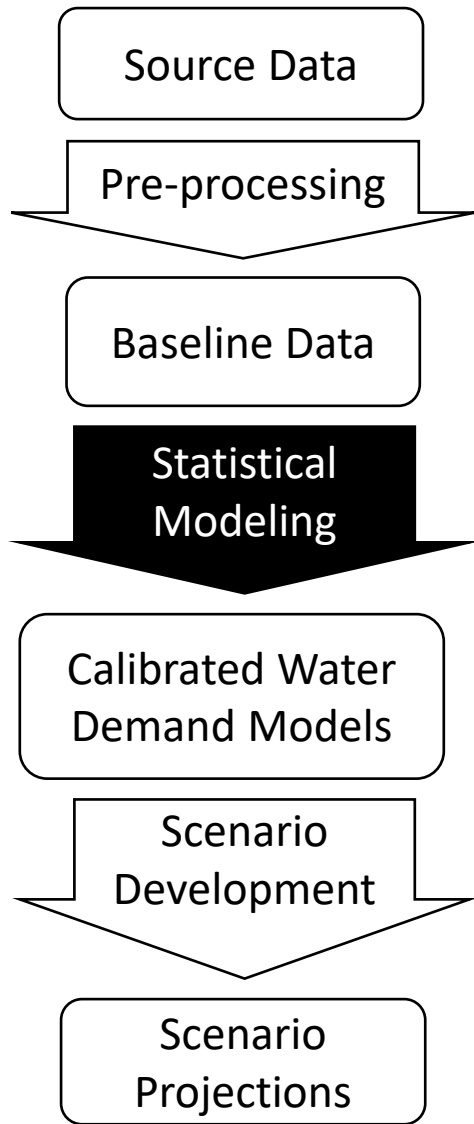 Source Data
Pre-processing
Baseline Data
Statistical
Modeling
Calibrated Water
Demand Models
Scenario
Development
Scenario
Projections